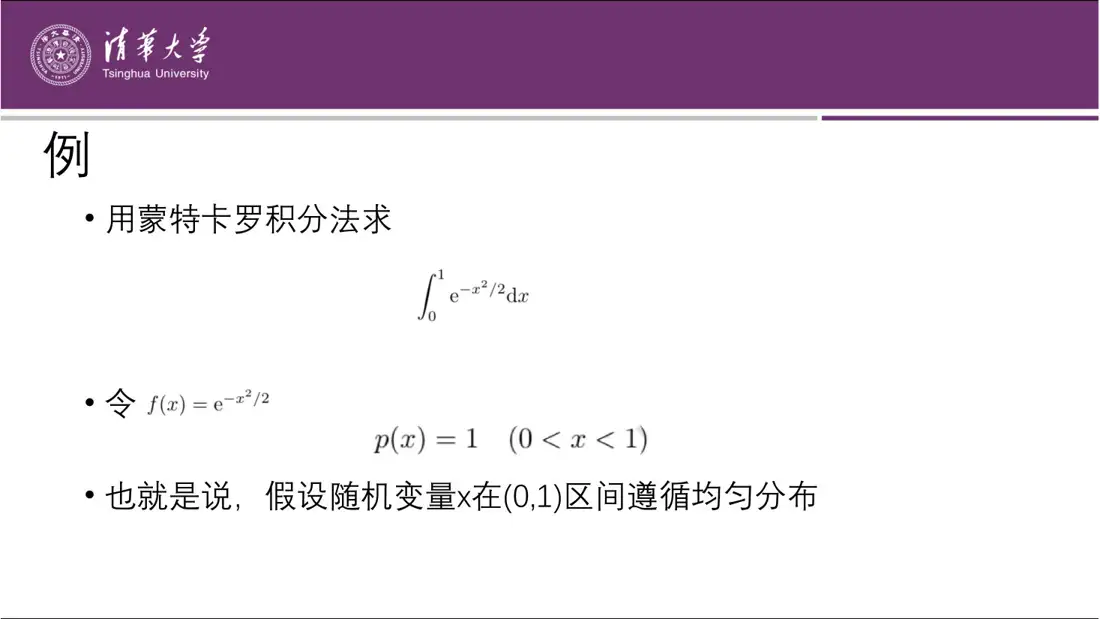 清华大学
Tsinghua University
例
• 用蒙特卡罗积分法求
∫₀¹ e^{-x²/2}dx
• 令 f(x) = e^{-x²/2}
p(x) = 1 (0 < x < 1)
• 也就是说，假设随机变量x在(0,1)区间遵循均匀分布